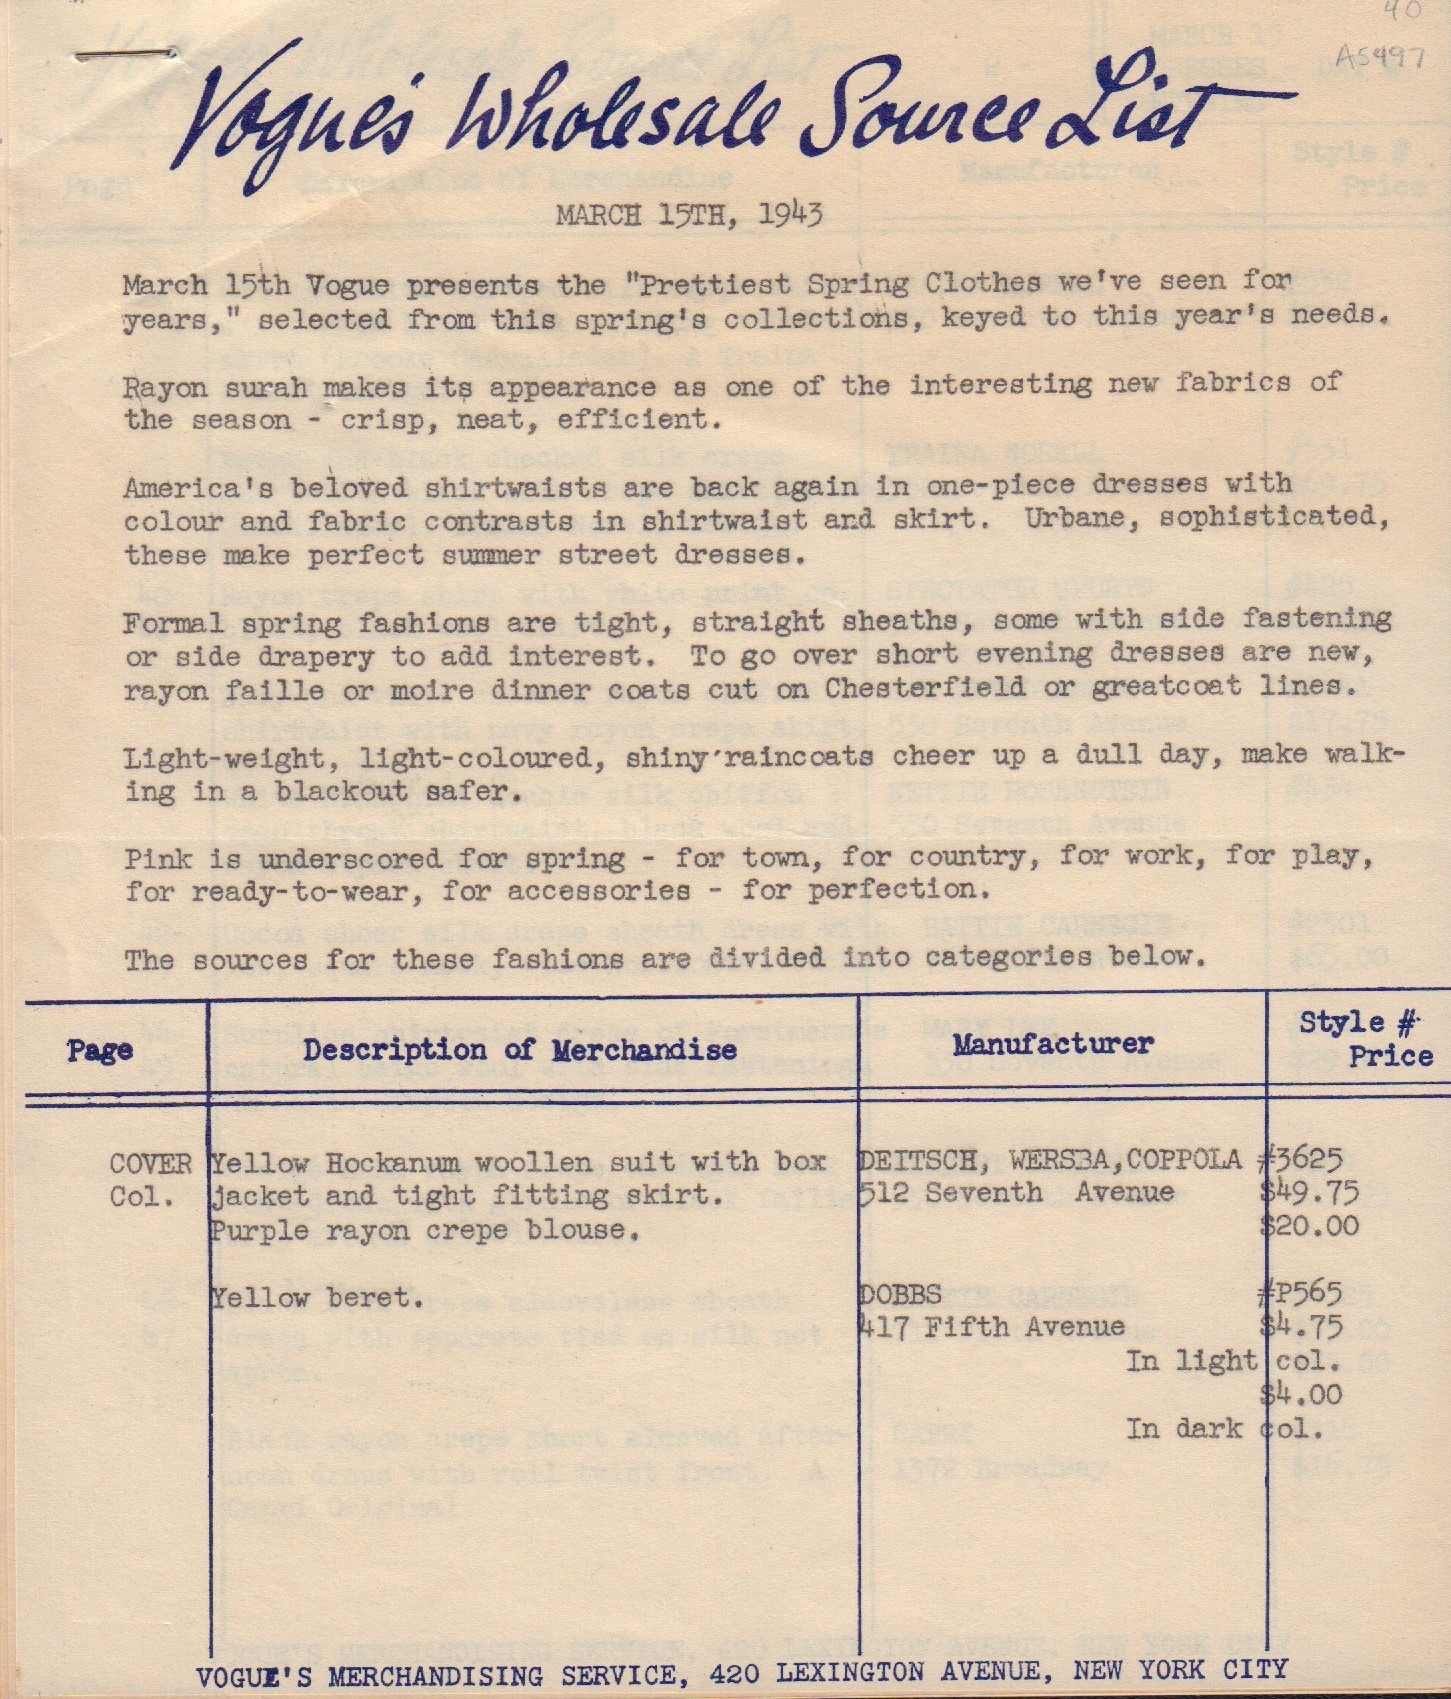 40
A5497
Vogue's Wholesale Source List
MARCH 15TH, 1943
March 15th Vogue presents the "Prettiest Spring Clothes we've seen for
years," selected from this spring's collections, keyed to this year's needs.
Rayon surah makes its appearance as one of the interesting new fabrics of
the season - crisp, neat, efficient.
America's beloved shirtwaists are back again in one-piece dresses with
colour and fabric contrasts in shirtwaist and skirt. Urbane, sophisticated,
these make perfect summer street dresses.
Formal spring fashions are tight, straight sheaths, some with side fastening
or side drapery to add interest. To go over short evening dresses are new,
rayon faille or moire dinner coats cut on Chesterfield or greatcoat lines.
Light-weight, light-coloured, shiny raincoats cheer up a dull day, make walk-
ing in a blackout safer.
Pink is underscored for spring - for town, for country, for work, for play,
for ready-to-wear, for accessories - for perfection.
The sources for these fashions are divided into categories below.
Page Description of Merchandise Manufacturer Style # Price
COVER Yellow Hockanum woollen suit with box DEITSCH, WERSBA,COPPOLA #3625
Col. jacket and tight fitting skirt. 512 Seventh Avenue $49.75
Purple rayon crepe blouse. $20.00
Yellow beret. DOBBS #P565
417 Fifth Avenue $4.75
In light col.
$4.00
In dark col.
VOGUE'S MERCHANDISING SERVICE, 420 LEXINGTON AVENUE, NEW YORK CITY